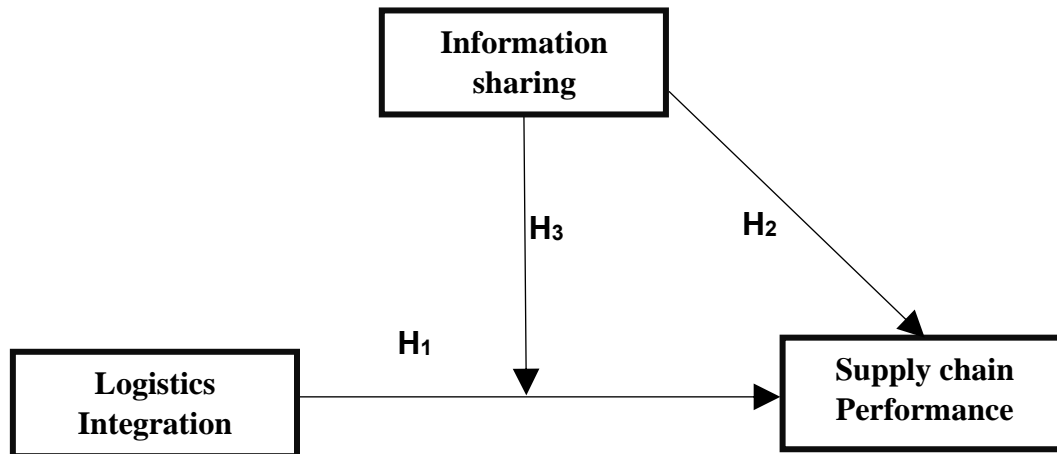 Information
sharing
H2
H3
H1
Logistics
Integration
Supply chain
Performance